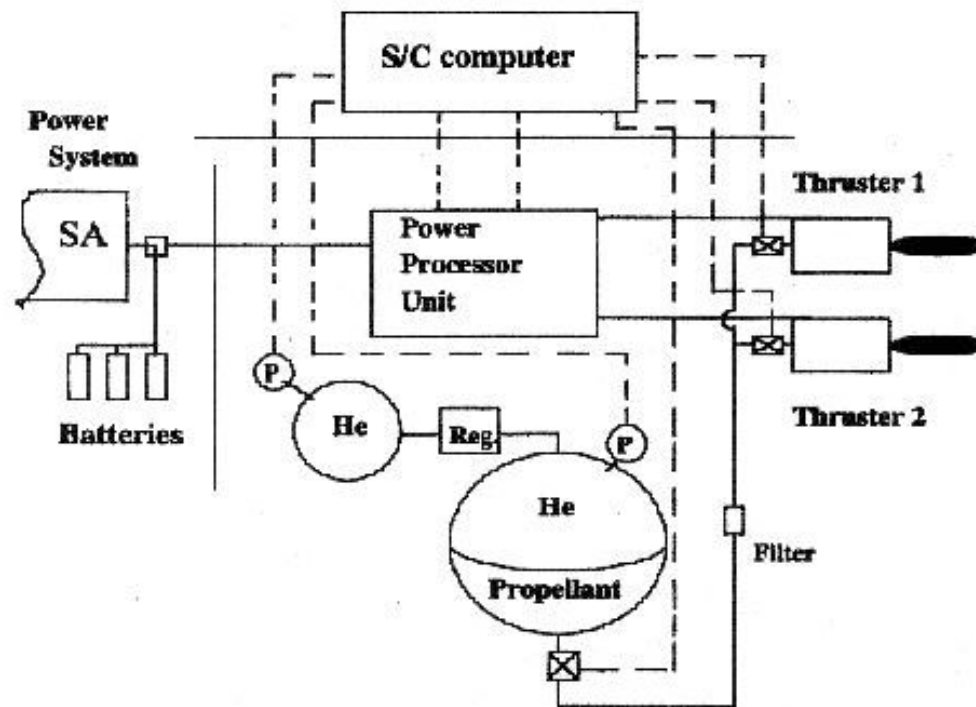 S/C computer
Power
System
SA
Batteries
Power
Processor
Unit
Thruster 1
Thruster 2
P
He
Reg.
P
He
Propellant
Filter